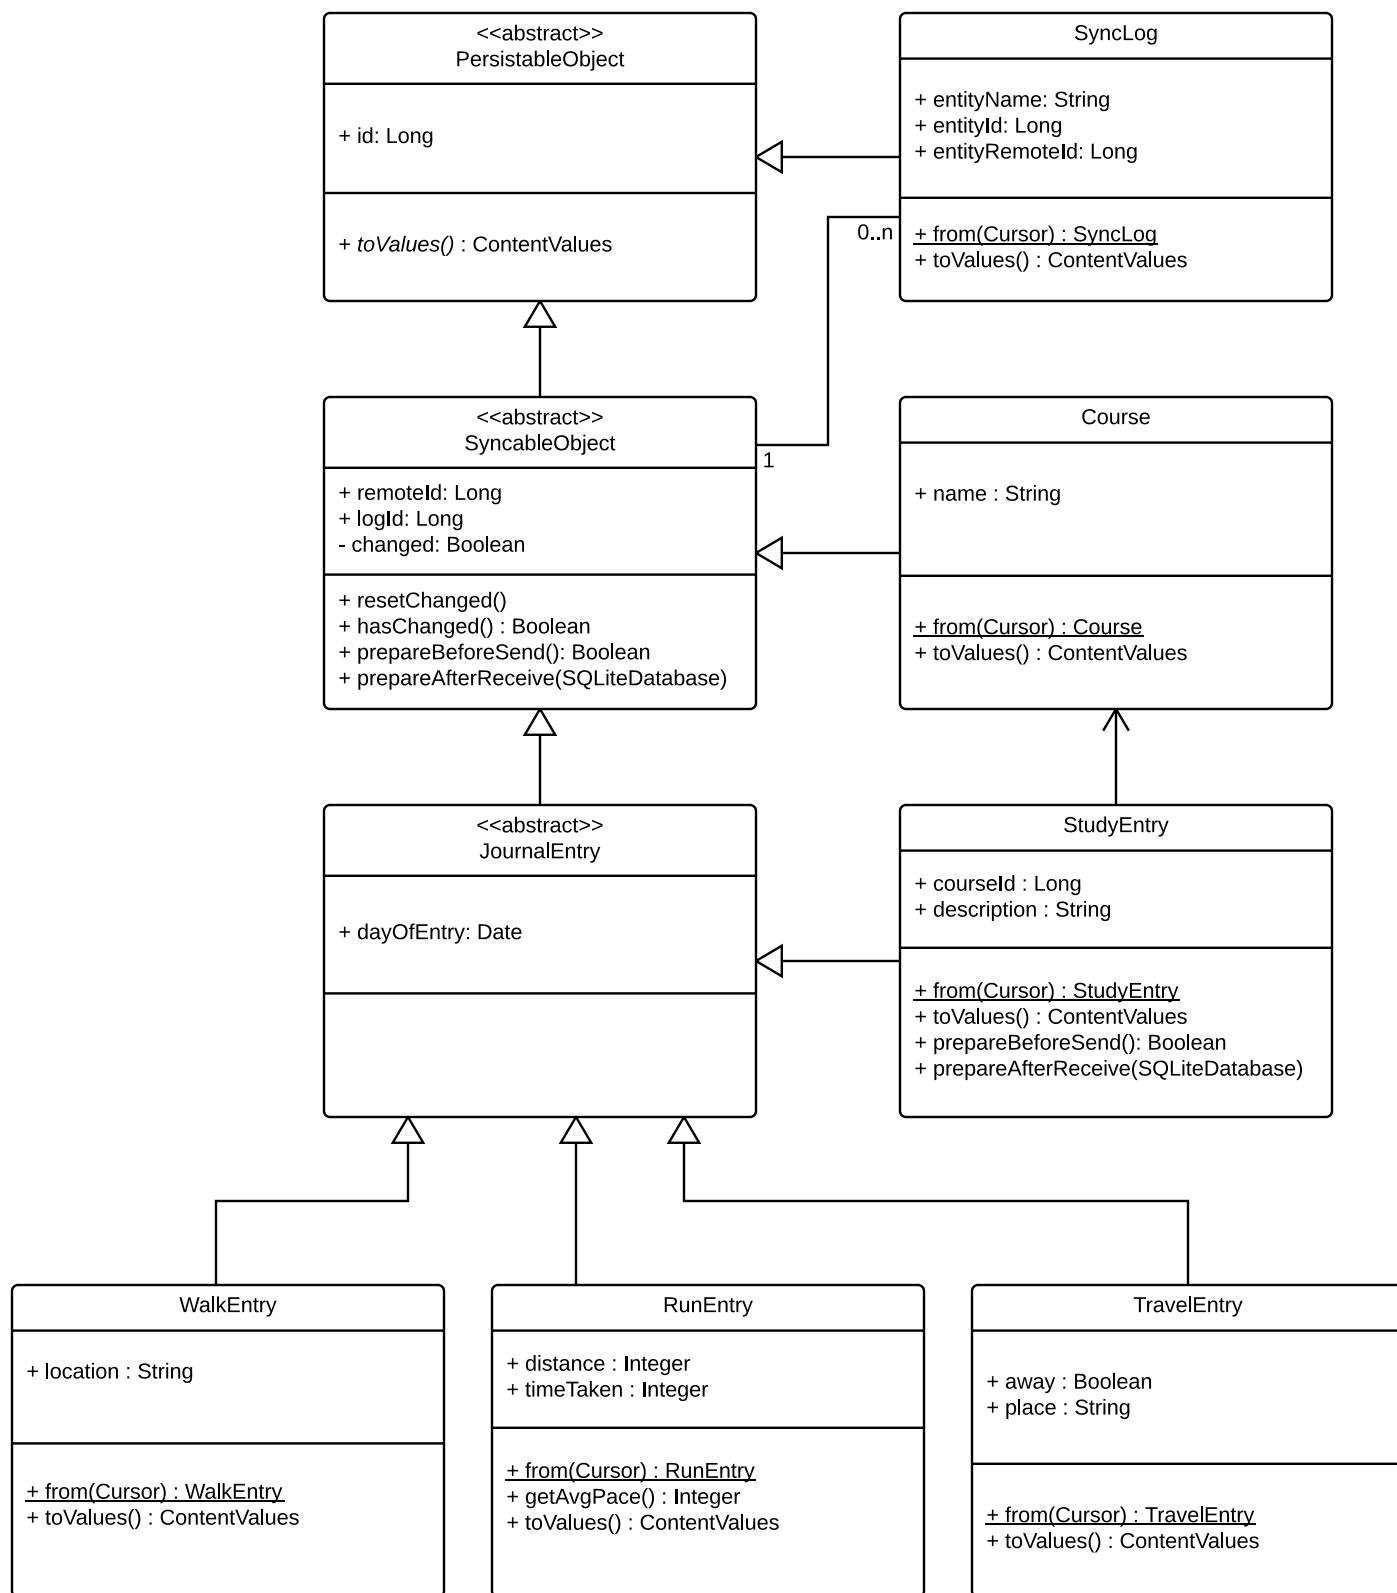 <<abstract>>
PersistableObject
+ id: Long
+ toValues() : ContentValues
SyncLog
+ entityName: String
+ entityId: Long
+ entityRemoteId: Long
+ from(Cursor) : SyncLog
+ toValues() : ContentValues
0..n
1
<<abstract>>
SyncableObject
+ remoteId: Long
+ logId: Long
- changed: Boolean
+ resetChanged()
+ hasChanged() : Boolean
+ prepareBeforeSend(): Boolean
+ prepareAfterReceive(SQLiteDatabase)
Course
+ name : String
+ from(Cursor) : Course
+ toValues() : ContentValues
<<abstract>>
JournalEntry
+ dayOfEntry: Date
StudyEntry
+ courseId : Long
+ description : String
+ from(Cursor) : StudyEntry
+ toValues() : ContentValues
+ prepareBeforeSend(): Boolean
+ prepareAfterReceive(SQLiteDatabase)
WalkEntry
+ location : String
+ from(Cursor) : WalkEntry
+ toValues() : ContentValues
RunEntry
+ distance : Integer
+ timeTaken : Integer
+ from(Cursor) : RunEntry
+ getAvgPace() : Integer
+ toValues() : ContentValues
TravelEntry
+ away : Boolean
+ place : String
+ from(Cursor) : TravelEntry
+ toValues() : ContentValues